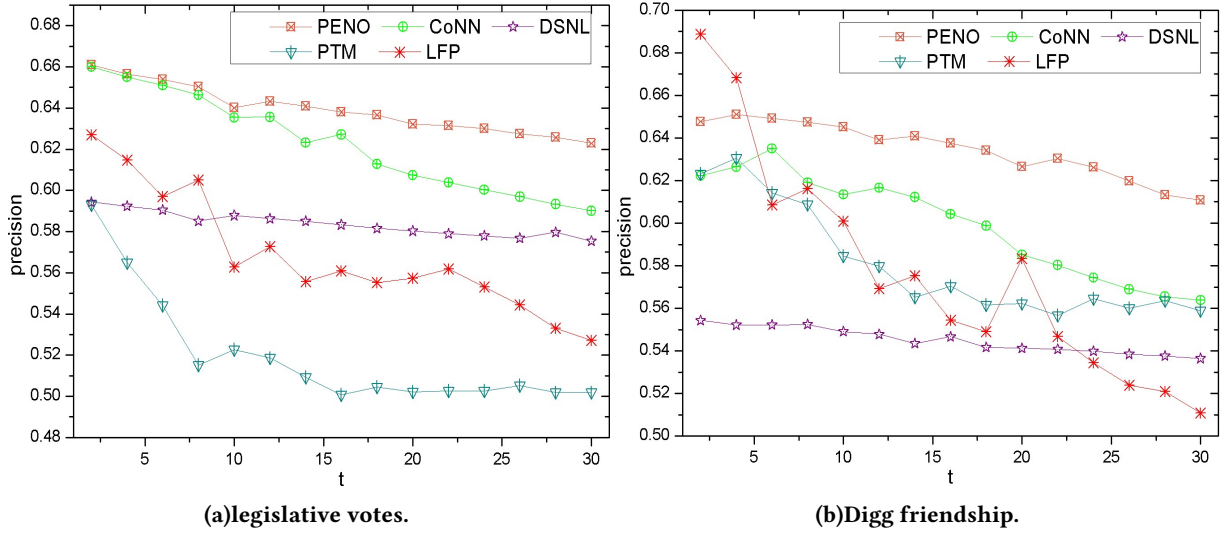 PENO CoNN DSNL
PTM LFP
0.68
0.66
0.64
0.62
0.60
0.58
0.56
0.54
0.52
0.50
0.48
precision
5 10 15 20 25 30
t
(a)legislative votes.
PENO CoNN DSNL
PTM LFP
0.70
0.68
0.66
0.64
0.62
0.60
0.58
0.56
0.54
0.52
0.50
precision
5 10 15 20 25 30
t
(b)Digg friendship.